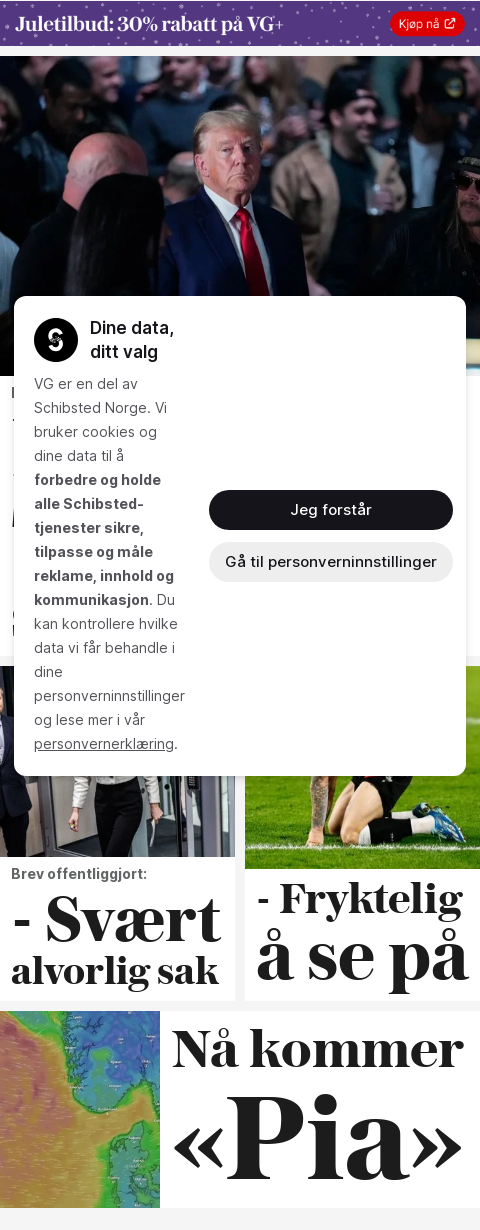 Juletilbud: 30% rabatt på VG+
Kjøp nå
Dine data,
ditt valg
VG er en del av
Schibsted Norge. Vi
bruker cookies og
dine data til å
forbedre og holde
alle Schibsted-
tjenester sikre,
tilpasse og måle
reklame, innhold og
kommunikasjon. Du
kan kontrollere hvilke
data vi får behandle i
dine
personverninnstillinger
og lese mer i vår
personvernerklæring.
Jeg forstår
Gå til personverninnstillinger
Brev offentliggjort:
- Svært
alvorlig sak
- Fryktelig
å se på
Nå kommer
«Pia»